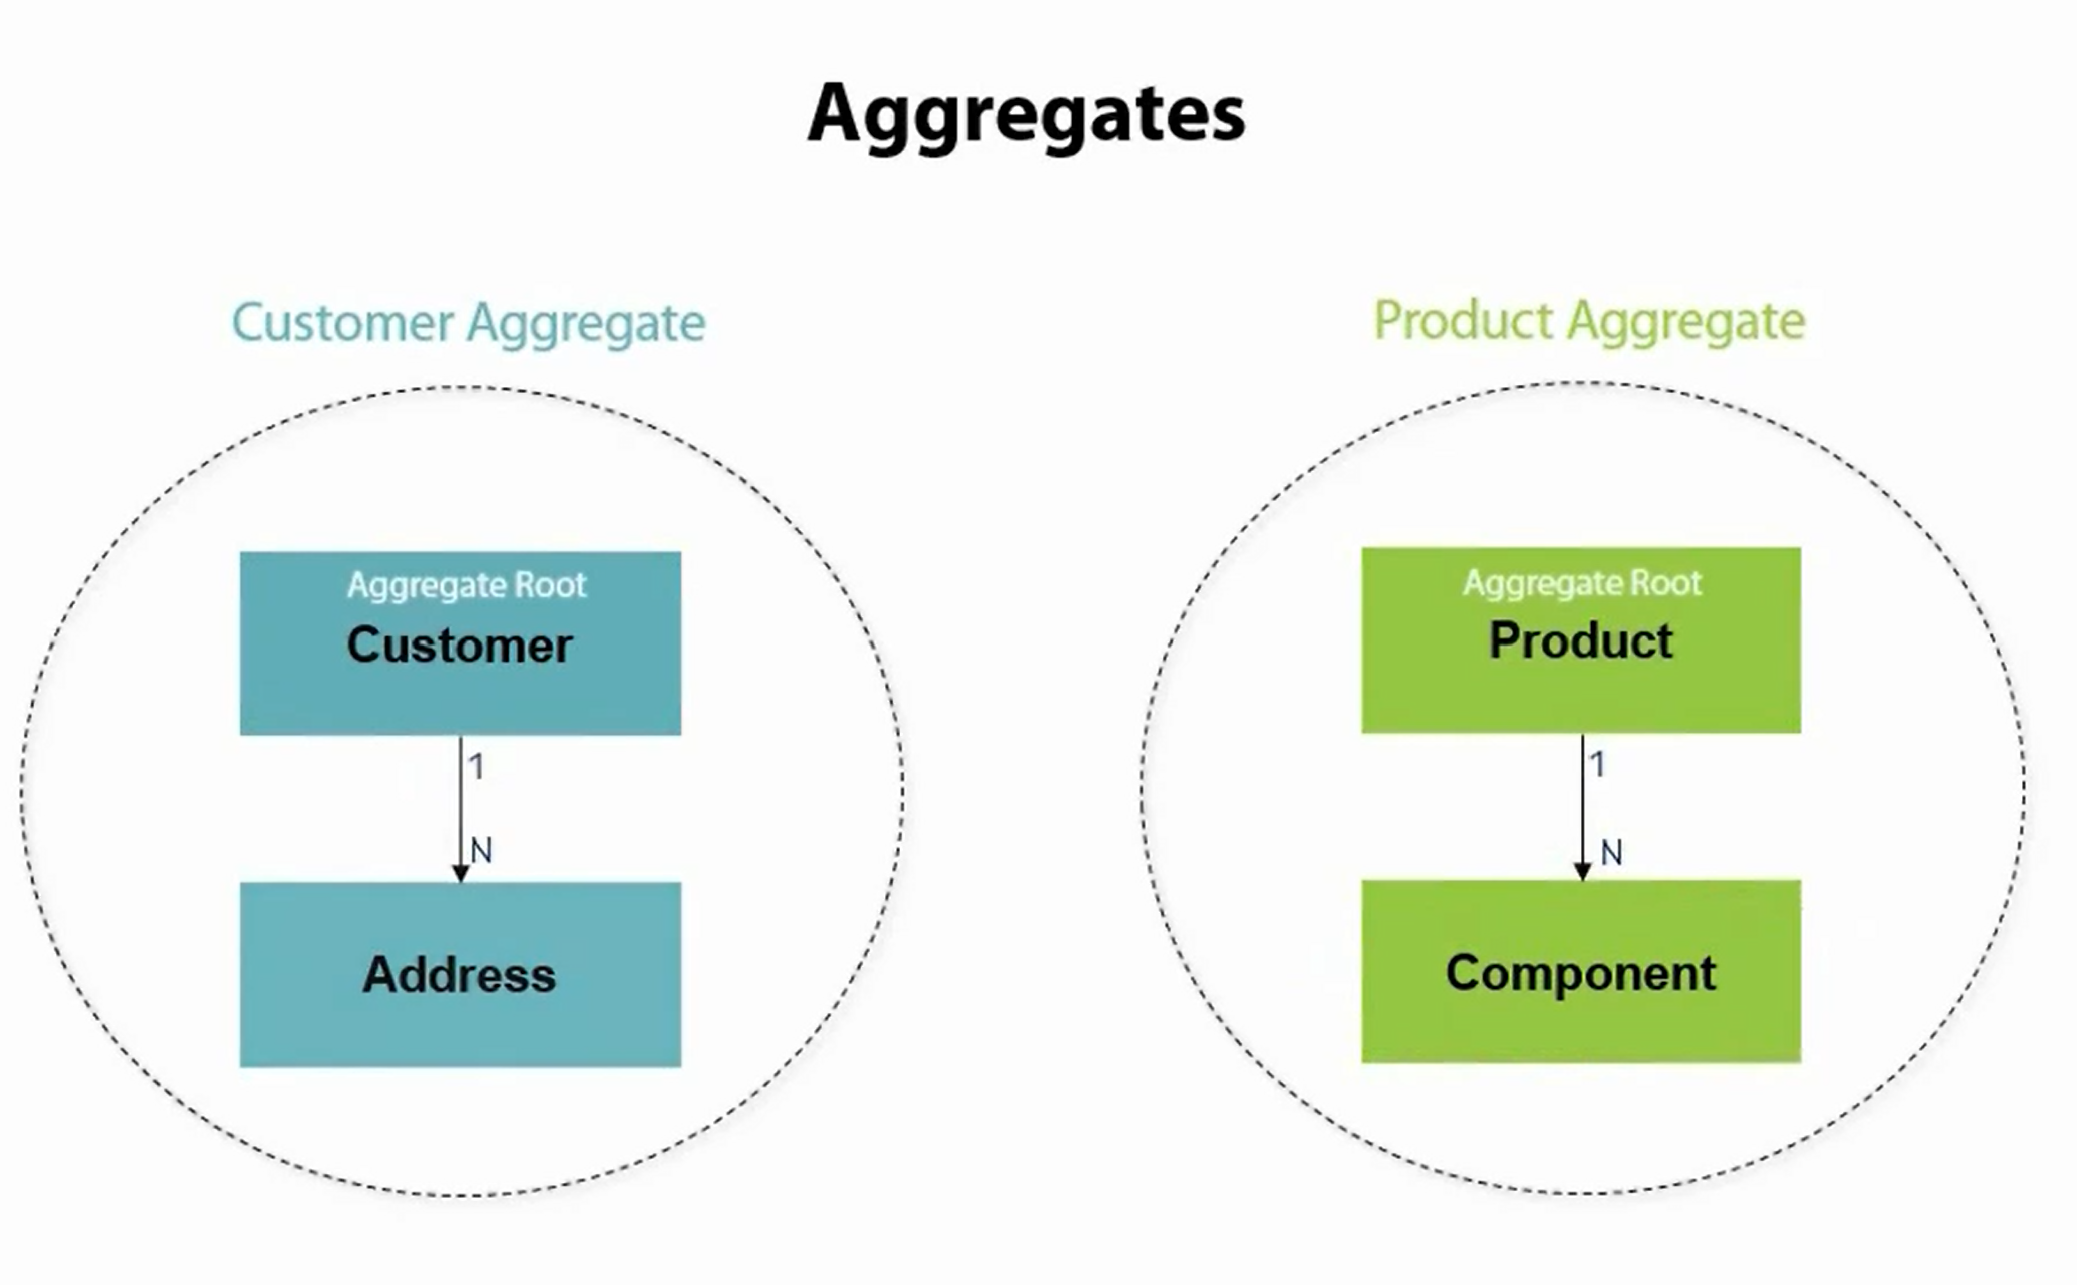 Aggregates
Customer Aggregate
Aggregate Root
Customer
1
N
Address
Product Aggregate
Aggregate Root
Product
1
N
Component